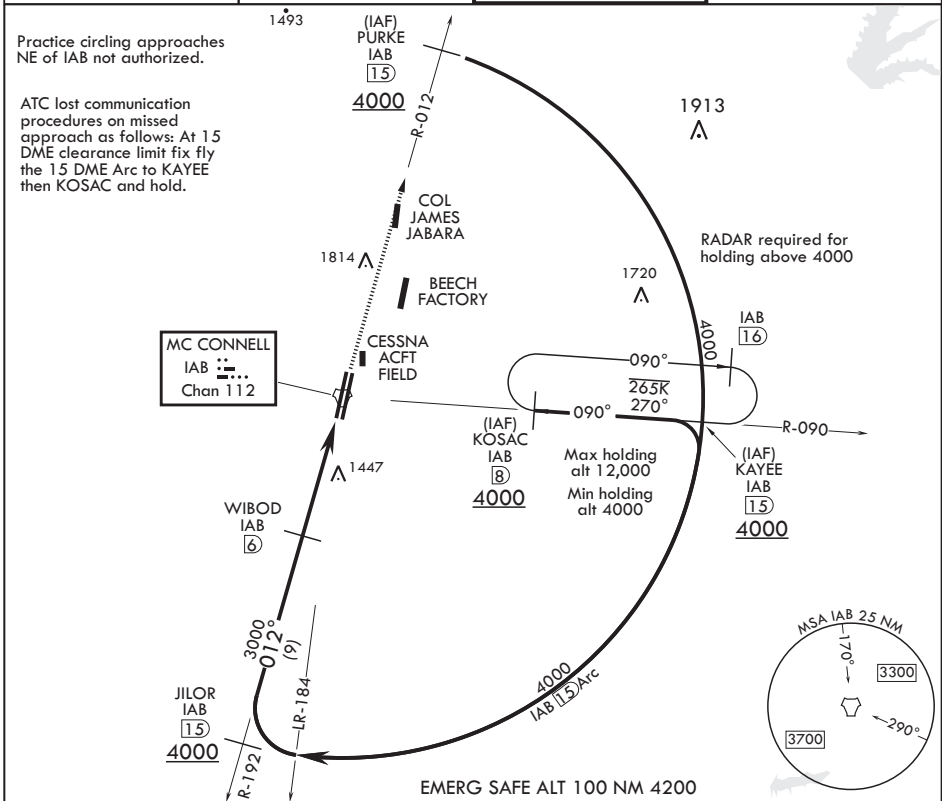 1493
Practice circling approaches
NE of IAB not authorized.
ATC lost communication
procedures on missed
approach as follows: At 15
DME clearance limit fix fly
the 15 DME Arc to KAYEE
then KOSAC and hold.
(IAF)
PURKE
IAB
15
4000
R-012
1913
COL
JAMES
JABARA
1814
BEECH
FACTORY
RADAR required for
holding above 4000
1720
MC CONNELL
IAB
Chan 112
CESSNA
ACFT
FIELD
4000
IAB
16
090°
265K
270°
090°
R-090
(IAF)
KOSAC
IAB
8
4000
Max holding
alt 12,000
Min holding
alt 4000
(IAF)
KAYEE
IAB
15
4000
1447
WIBOD
IAB
6
3000
012°
(9)
LR-184
JILOR
IAB
15
4000
R-192
4000
IAB 15 Arc
MSA IAB 25 NM
170°
3300
290°
3700
EMERG SAFE ALT 100 NM 4200